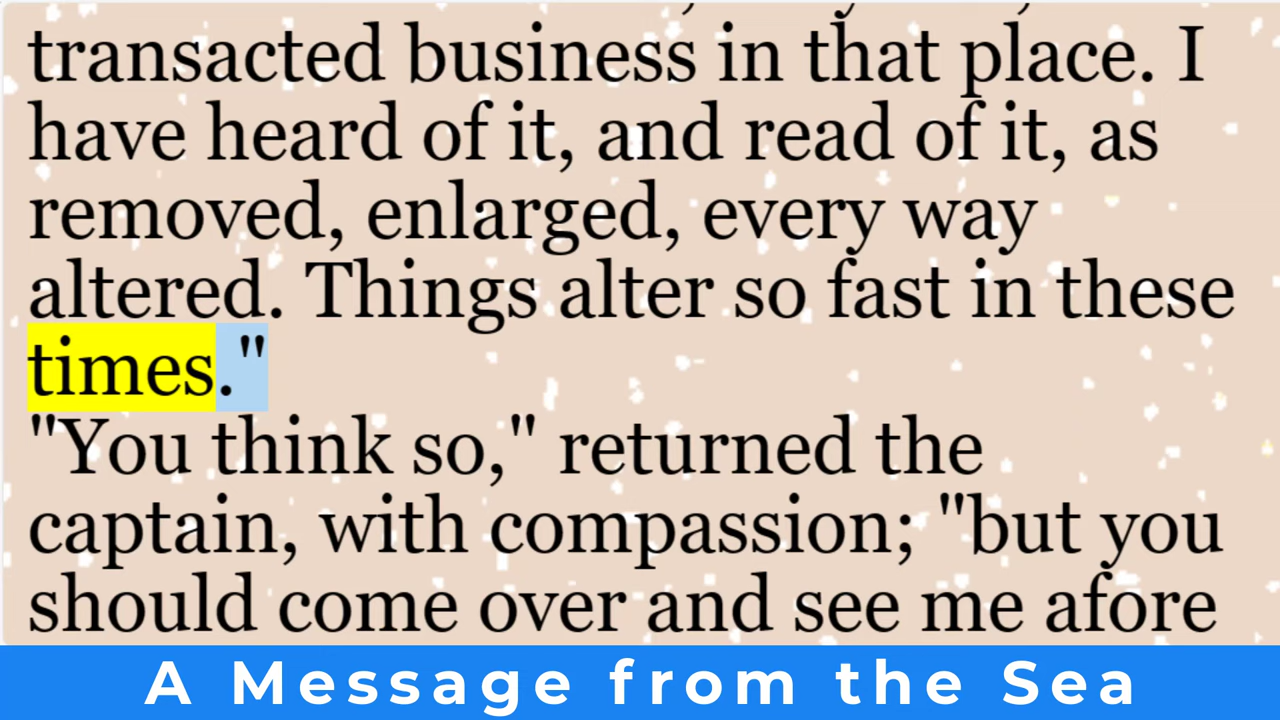 transacted business in that place. I
have heard of it, and read of it, as
removed, enlarged, every way
altered. Things alter so fast in these
times."
"You think so," returned the
captain, with compassion; "but you
should come over and see me afore
A Message from the Sea